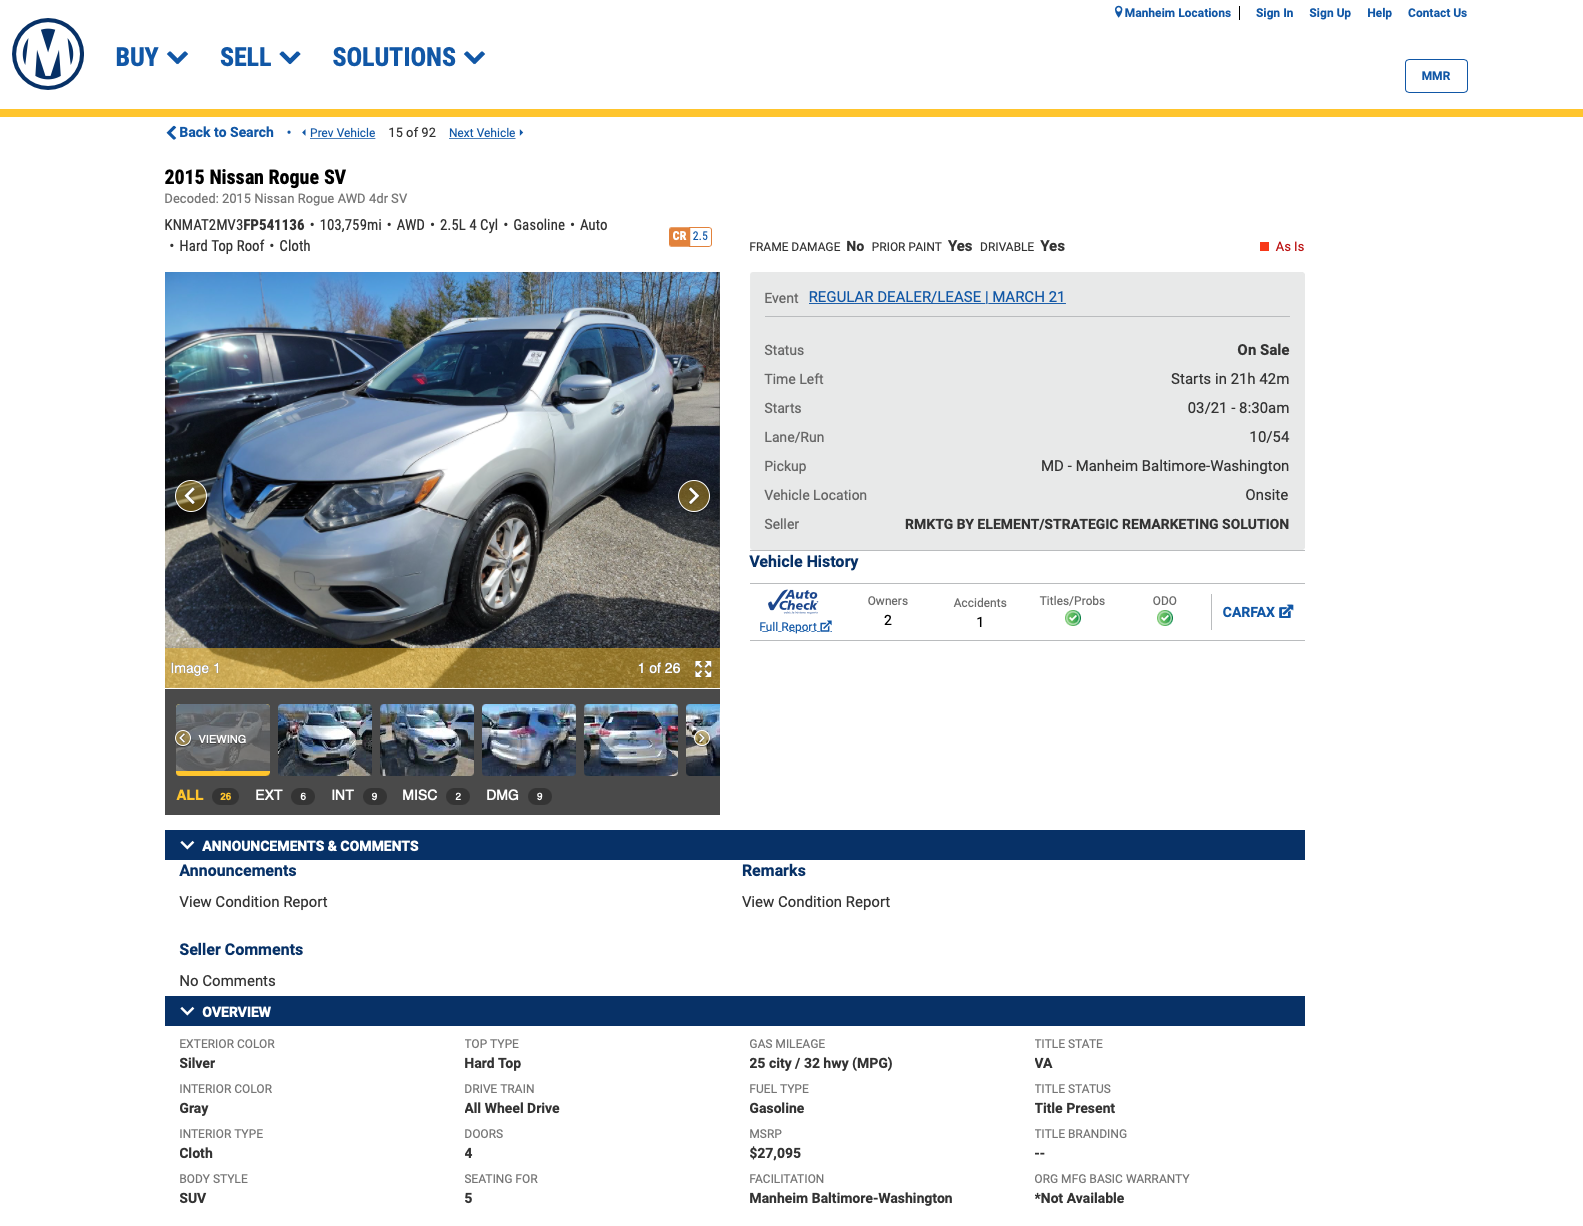 Manheim Locations Sign In Sign Up Help Contact Us
M BUY SELL SOLUTIONS
MMR
Back to Search • Prev Vehicle 15 of 92 Next Vehicle
2015 Nissan Rogue SV
Decoded: 2015 Nissan Rogue AWD 4dr SV
KNMAT2MV3FP541136 • 103,759mi • AWD • 2.5L 4 Cyl • Gasoline • Auto
• Hard Top Roof • Cloth
CR 2.5
FRAME DAMAGE No PRIOR PAINT Yes DRIVABLE Yes As Is
Image 1 1 of 26
VIEWING
ALL 26 EXT 6 INT 9 MISC 2 DMG 9
Event REGULAR DEALER/LEASE | MARCH 21
Status On Sale
Time Left Starts in 21h 42m
Starts 03/21 - 8:30am
Lane/Run 10/54
Pickup MD - Manheim Baltimore-Washington
Vehicle Location Onsite
Seller RMKTG BY ELEMENT/STRATEGIC REMARKETING SOLUTION
Vehicle History
Auto
Check
Full Report
Owners
2
Accidents
1
Titles/Probs
ODO
CARFAX
ANNOUNCEMENTS & COMMENTS
Announcements
View Condition Report
Remarks
View Condition Report
Seller Comments
No Comments
OVERVIEW
EXTERIOR COLOR TOP TYPE GAS MILEAGE TITLE STATE
Silver Hard Top 25 city / 32 hwy (MPG) VA
INTERIOR COLOR DRIVE TRAIN FUEL TYPE TITLE STATUS
Gray All Wheel Drive Gasoline Title Present
INTERIOR TYPE DOORS MSRP TITLE BRANDING
Cloth 4 $27,095 --
BODY STYLE SEATING FOR FACILITATION ORG MFG BASIC WARRANTY
SUV 5 Manheim Baltimore-Washington *Not Available